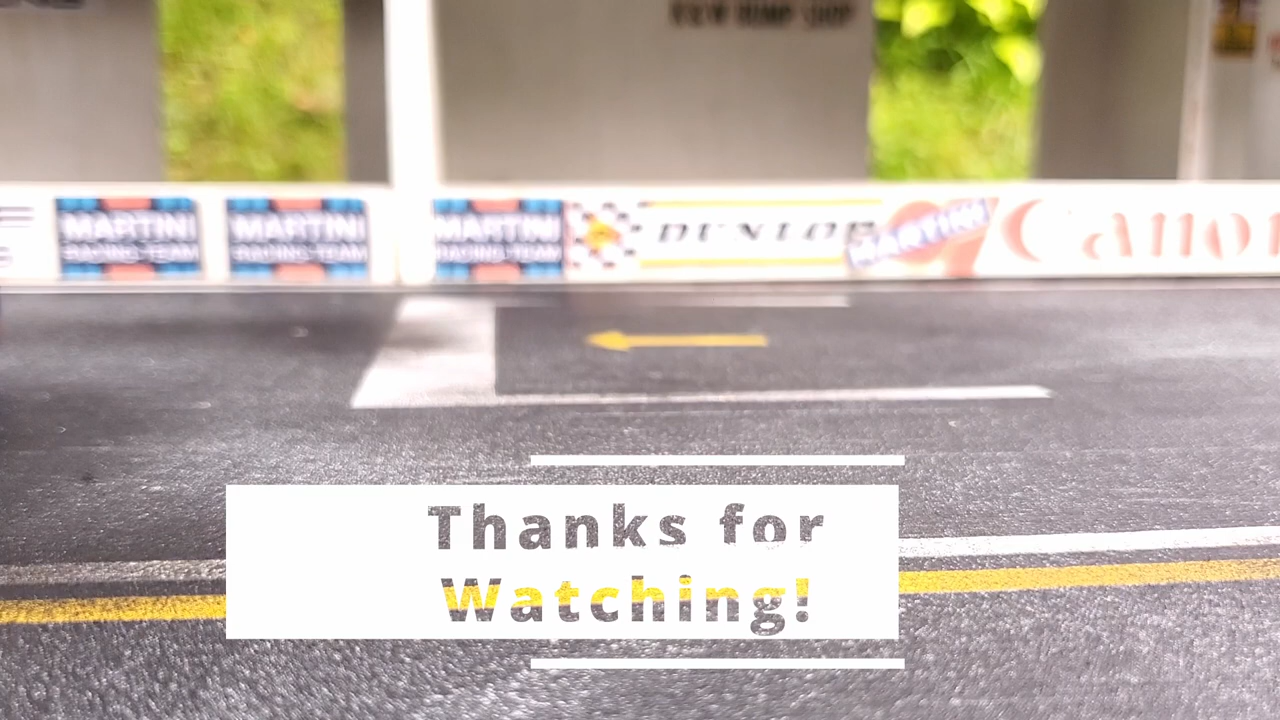 MARTINI
RACING TEAM
MARTINI
RACING TEAM
MARTINI
RACING TEAM
DUNLOP
MARTINI
Canon
Thanks for
Watching!